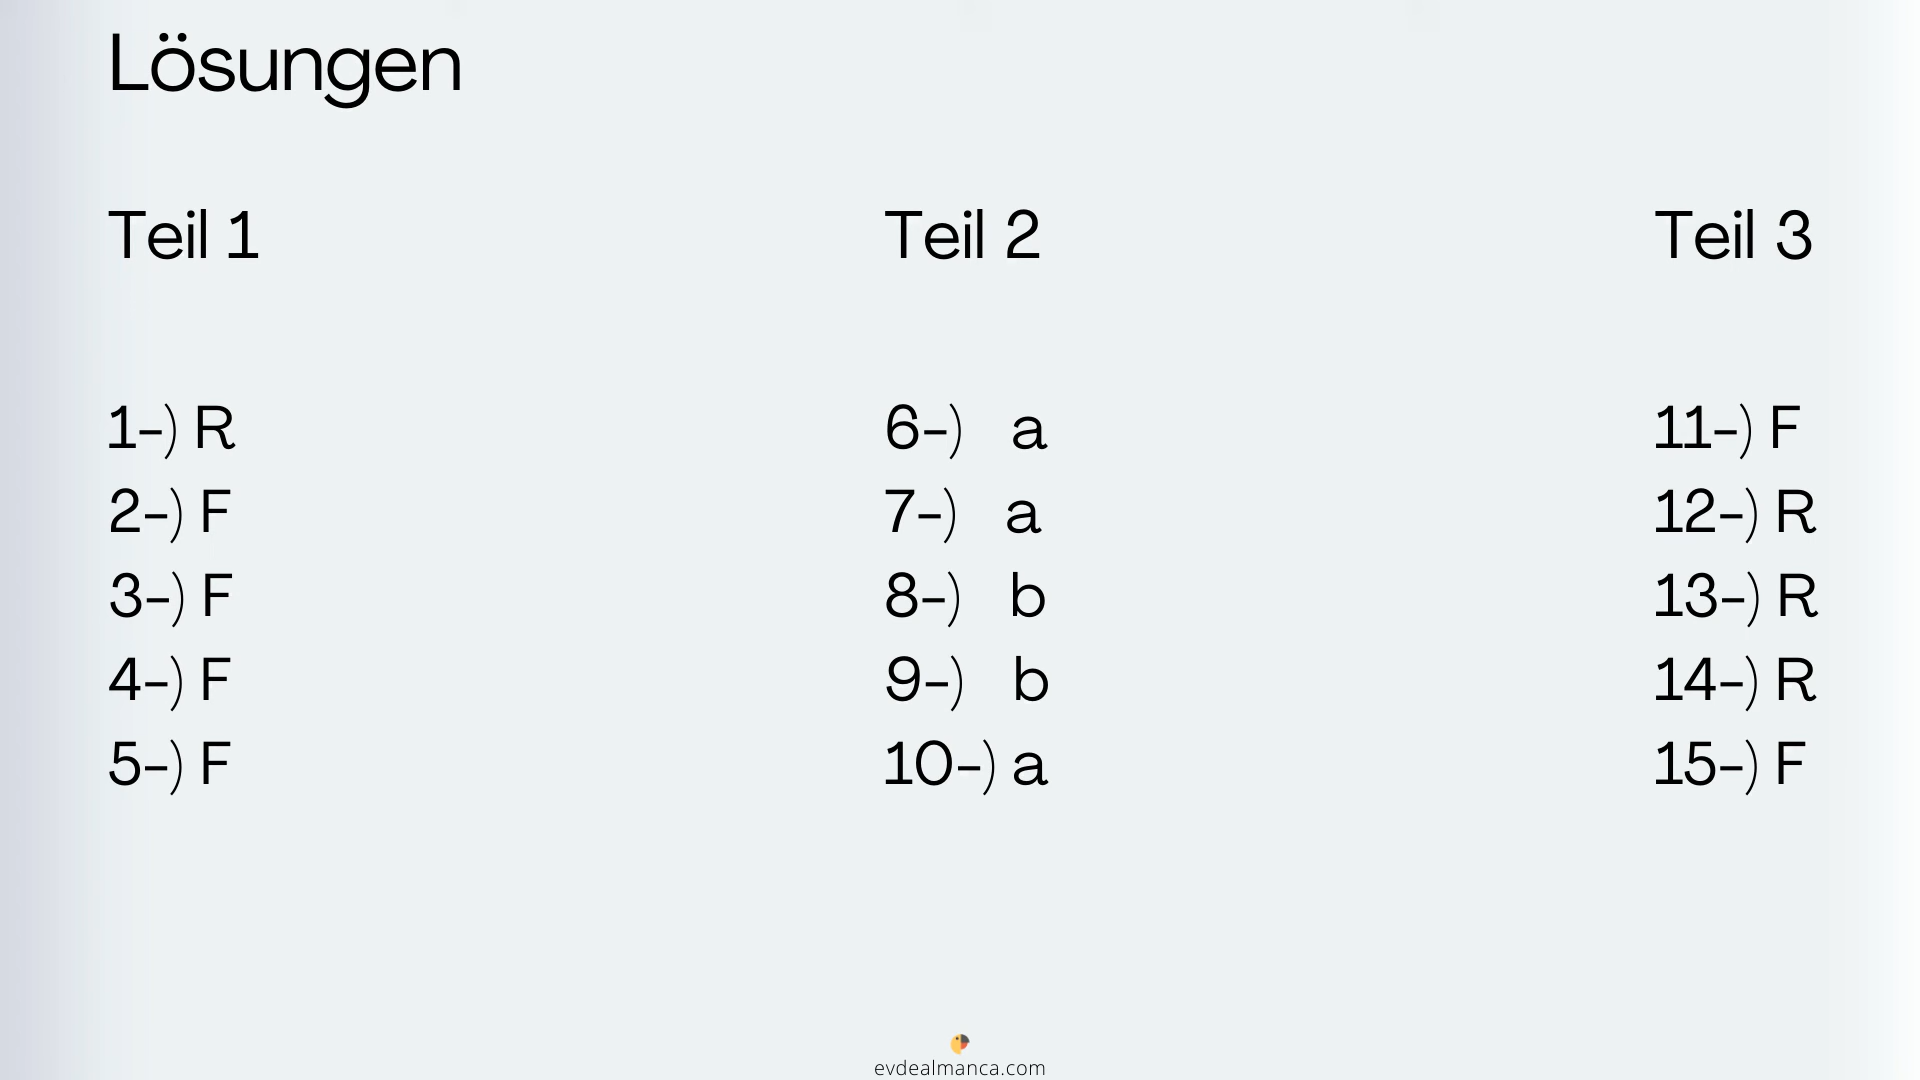 Lösungen
Teil 1
1-) R
2-) F
3-) F
4-) F
5-) F
Teil 2
6-) a
7-) a
8-) b
9-) b
10-) a
Teil 3
11-) F
12-) R
13-) R
14-) R
15-) F
evdealmanca.com